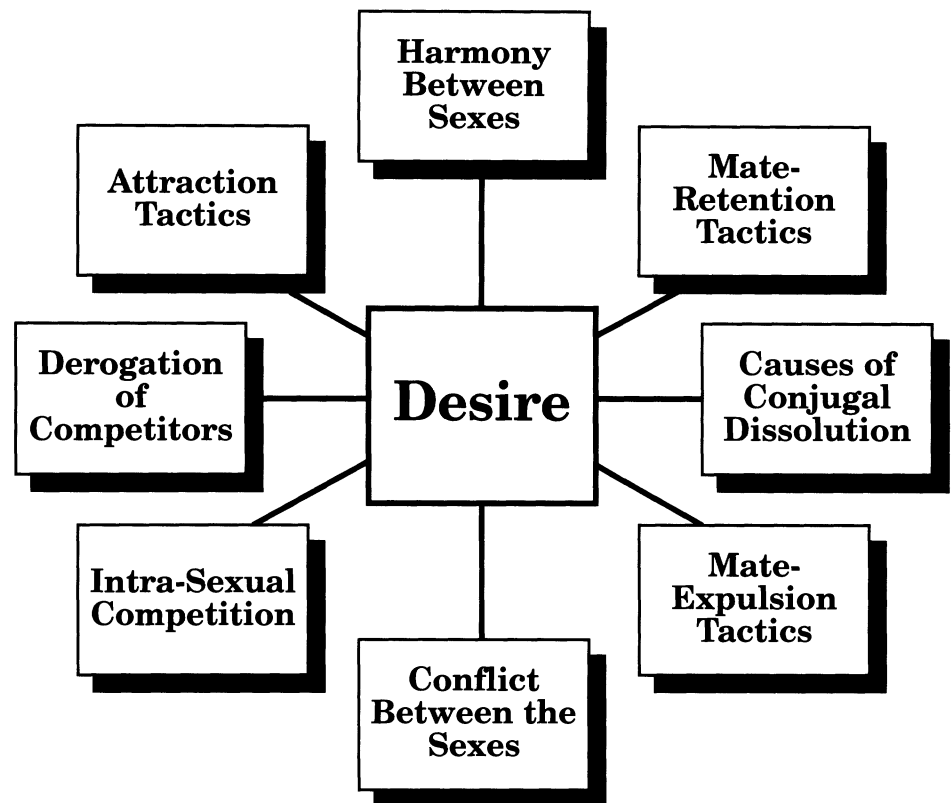 Harmony
Between
Sexes
Attraction
Tactics
Mate-
Retention
Tactics
Derogation
of
Competitors
Desire
Causes of
Conjugal
Dissolution
Intra-Sexual
Competition
Mate-
Expulsion
Tactics
Conflict
Between the
Sexes